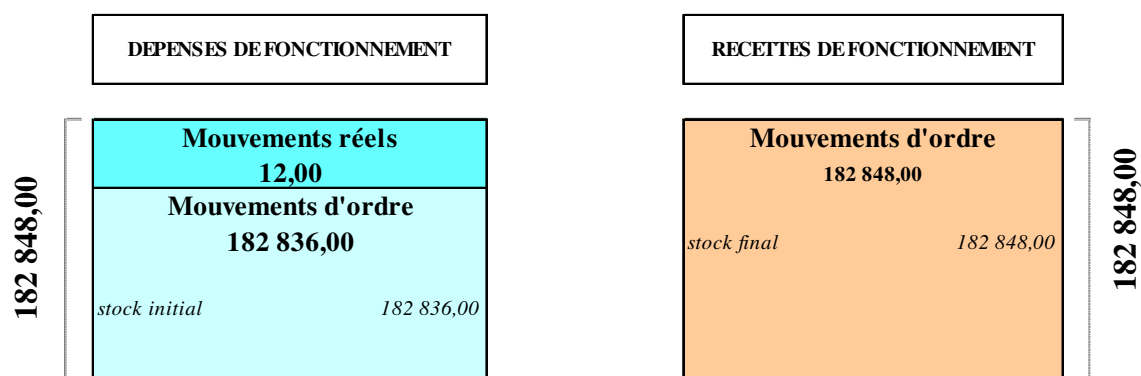 DEPENSES DE FONCTIONNEMENT
RECETTES DE FONCTIONNEMENT
182 848,00
Mouvements réels
12,00
Mouvements d'ordre
182 836,00
stock initial 182 836,00
Mouvements d'ordre
182 848,00
stock final 182 848,00
182 848,00